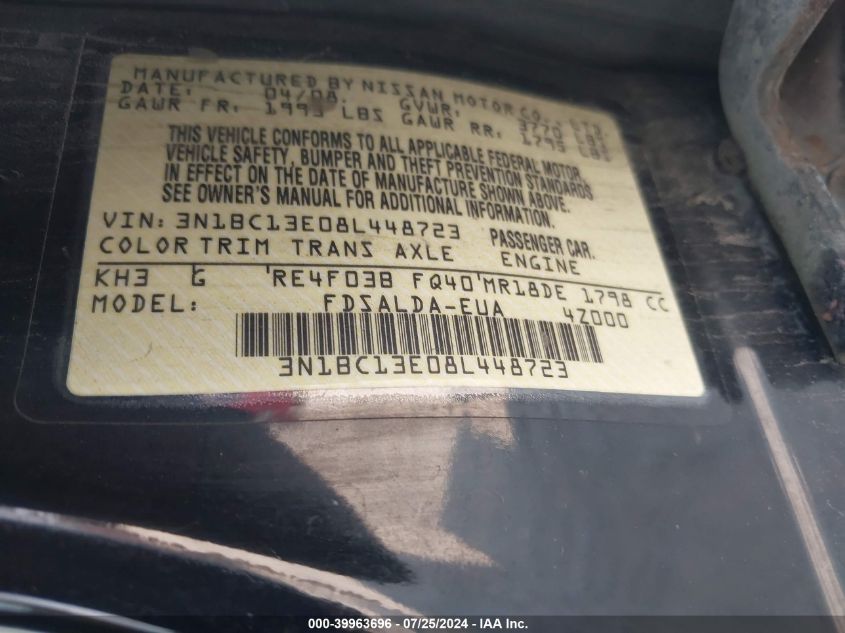 MANUFACTURED BY NISSAN MOTOR CO., LTD
DATE: 04/08 GVWR: 3770 LBS
GAWR FR: 1993 LBS GAWR RR: 1795 LBS
THIS VEHICLE CONFORMS TO ALL APPLICABLE FEDERAL MOTOR
VEHICLE SAFETY, BUMPER AND THEFT PREVENTION STANDARDS
IN EFFECT ON THE DATE OF MANUFACTURE SHOWN ABOVE.
SEE OWNER'S MANUAL FOR ADDITIONAL INFORMATION.
VIN: 3N1BC13E08L448723 PASSENGER CAR.
COLOR TRIM TRANS AXLE ENGINE
KH3 G 'RE4F03B FQ40'MR18DE 1798 CC
MODEL: FDSALDA-EUA 4Z000
3N1BC13E08L448723
000-39963696 - 07/25/2024 - IAA Inc.